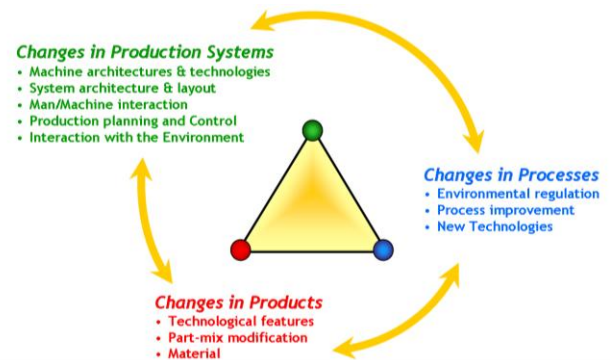 Changes in Production Systems
• Machine architectures & technologies
• System architecture & layout
• Man/Machine interaction
• Production planning and Control
• Interaction with the Environment
Changes in Processes
• Environmental regulation
• Process improvement
• New Technologies
Changes in Products
• Technological features
• Part-mix modification
• Material